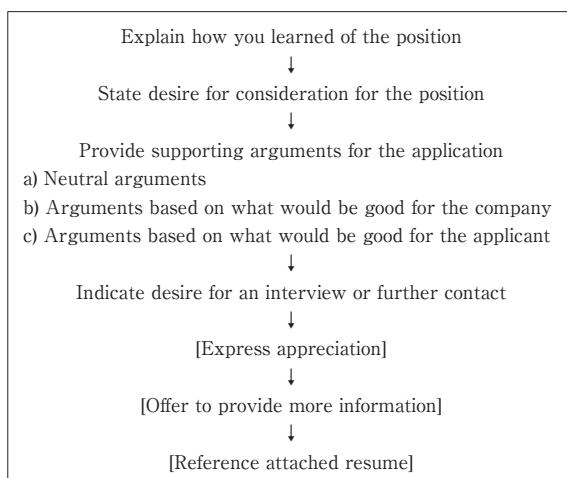 Explain how you learned of the position
↓
State desire for consideration for the position
↓
Provide supporting arguments for the application
a) Neutral arguments
b) Arguments based on what would be good for the company
c) Arguments based on what would be good for the applicant
↓
Indicate desire for an interview or further contact
↓
[Express appreciation]
↓
[Offer to provide more information]
↓
[Reference attached resume]